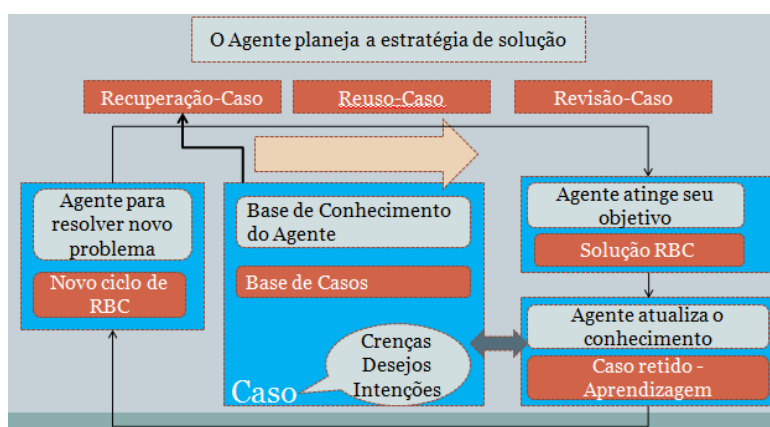 O Agente planeja a estratégia de solução
Recuperação-Caso
Reuso-Caso
Revisão-Caso
Agente para
resolver novo
problema
Novo ciclo de
RBC
Base de Conhecimento
do Agente
Base de Casos
Crenças
Desejos
Intenções
Caso
Agente atinge seu
objetivo
Solução RBC
Agente atualiza o
conhecimento
Caso retido -
Aprendizagem